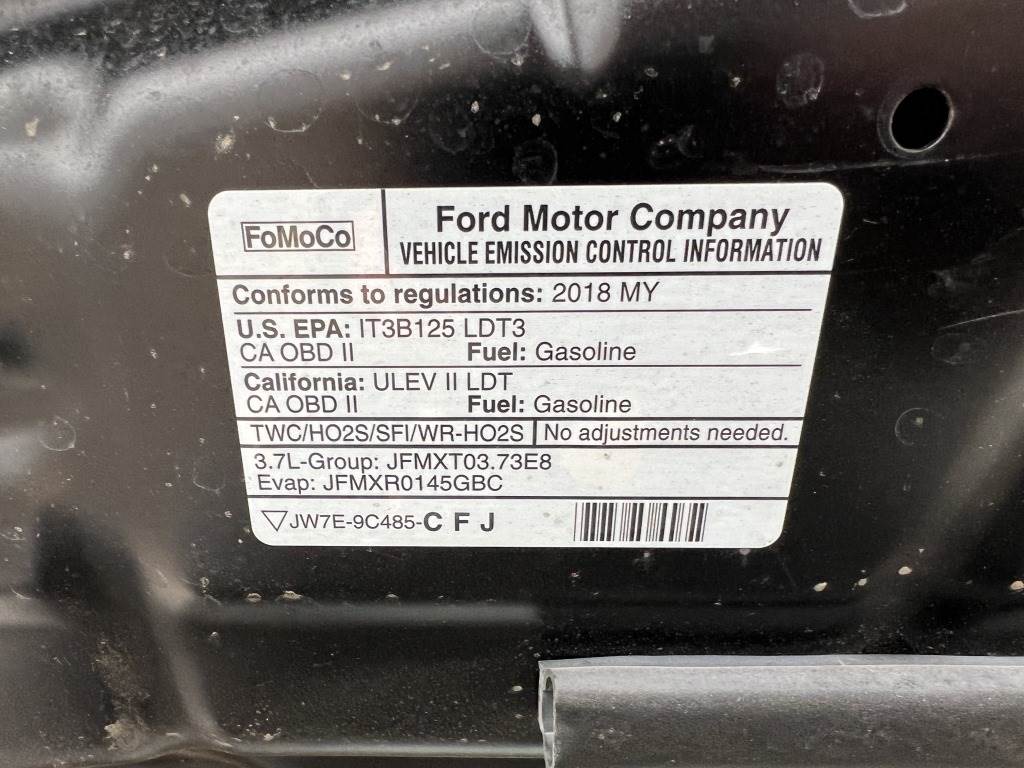 FoMoCo
Ford Motor Company
VEHICLE EMISSION CONTROL INFORMATION
Conforms to regulations: 2018 MY
U.S. EPA: IT3B125 LDT3
CA OBD II Fuel: Gasoline
California: ULEV II LDT
CA OBD II Fuel: Gasoline
TWC/HO2S/SFI/WR-HO2S No adjustments needed.
3.7L-Group: JFMXT03.73E8
Evap: JFMXR0145GBC
▽JW7E-9C485-C F J